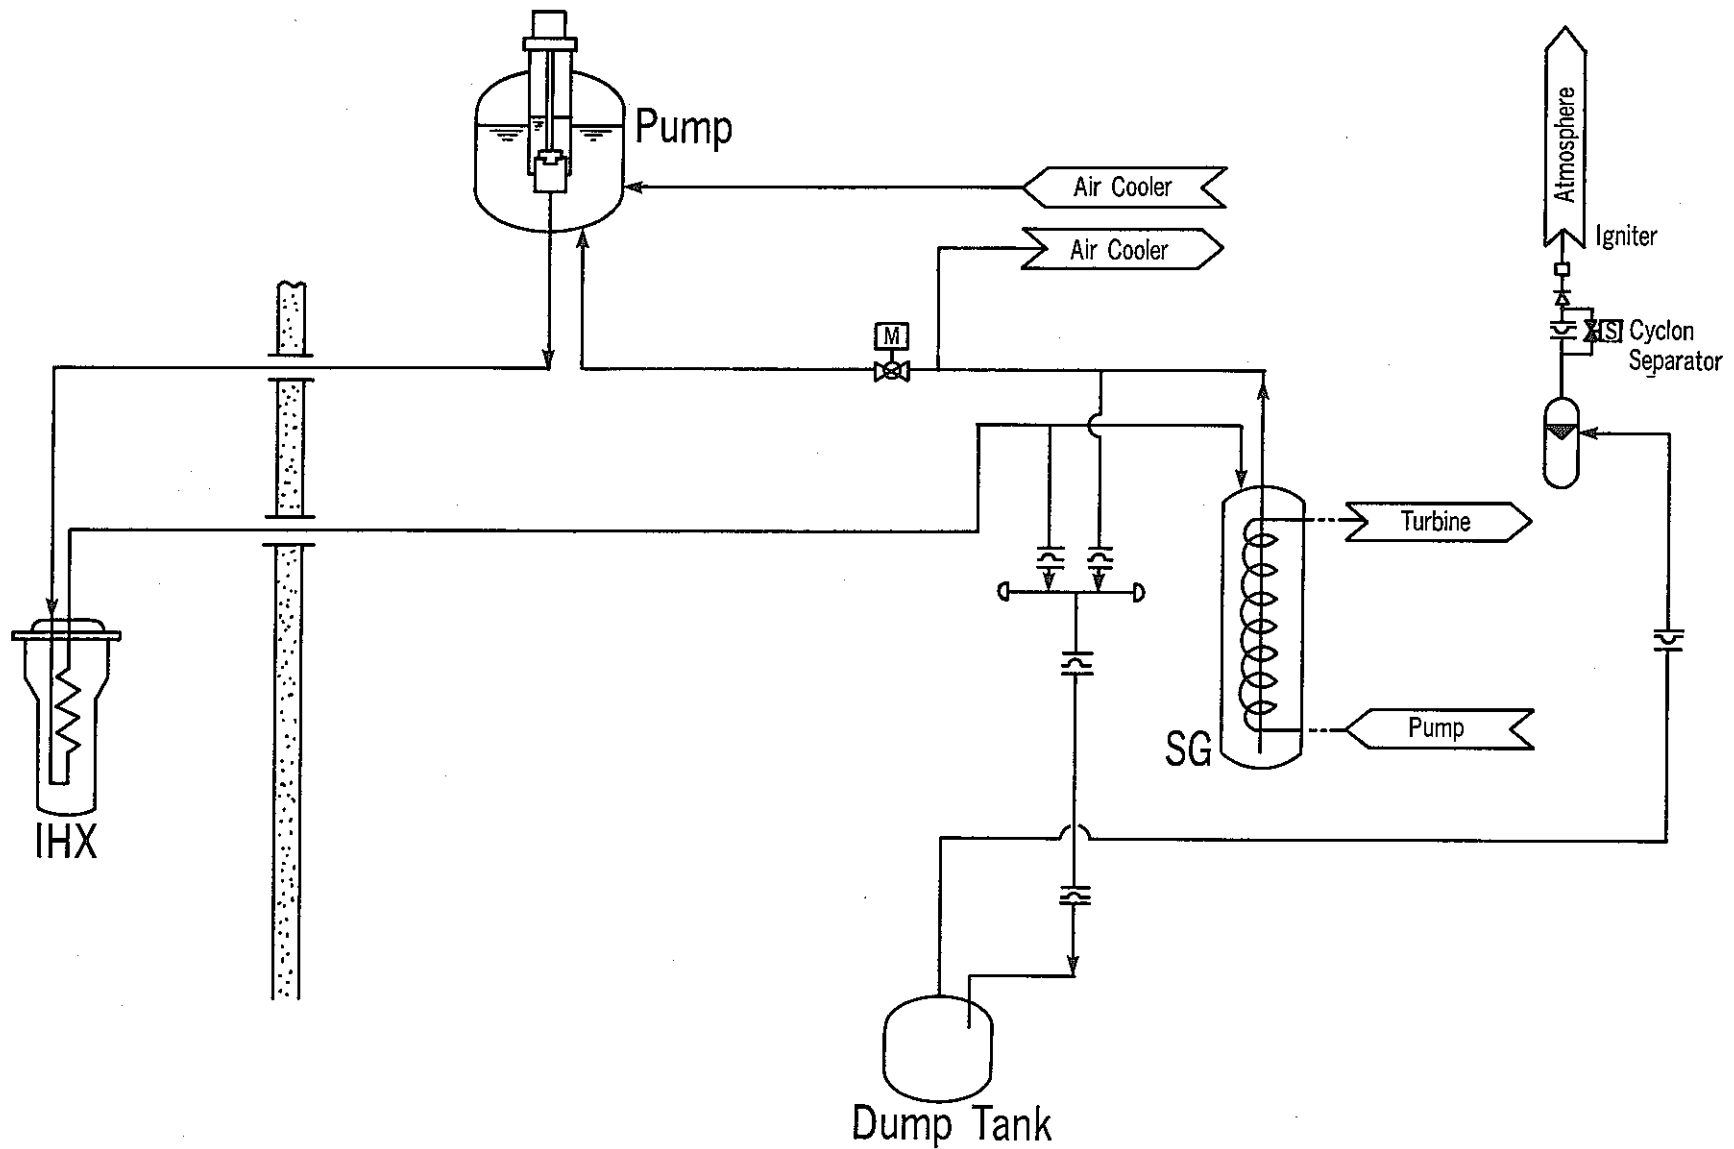 Pump
Air Cooler
Air Cooler
Atmosphere
Igniter
M
S
Cyclon
Separator
Turbine
Pump
SG
IHX
Dump Tank